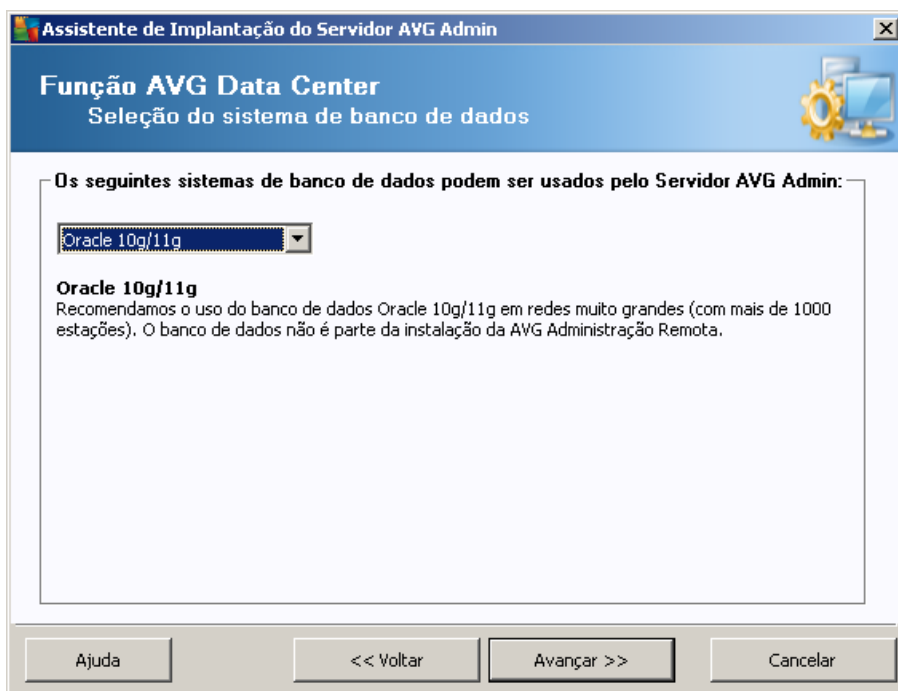 Assistente de Implantação do Servidor AVG Admin
Função AVG Data Center
Seleção do sistema de banco de dados
Os seguintes sistemas de banco de dados podem ser usados pelo Servidor AVG Admin:
Oracle 10g/11g
Oracle 10g/11g
Recomendamos o uso do banco de dados Oracle 10g/11g em redes muito grandes (com mais de 1000
estações). O banco de dados não é parte da instalação da AVG Administração Remota.
Ajuda
<< Voltar
Avançar >>
Cancelar